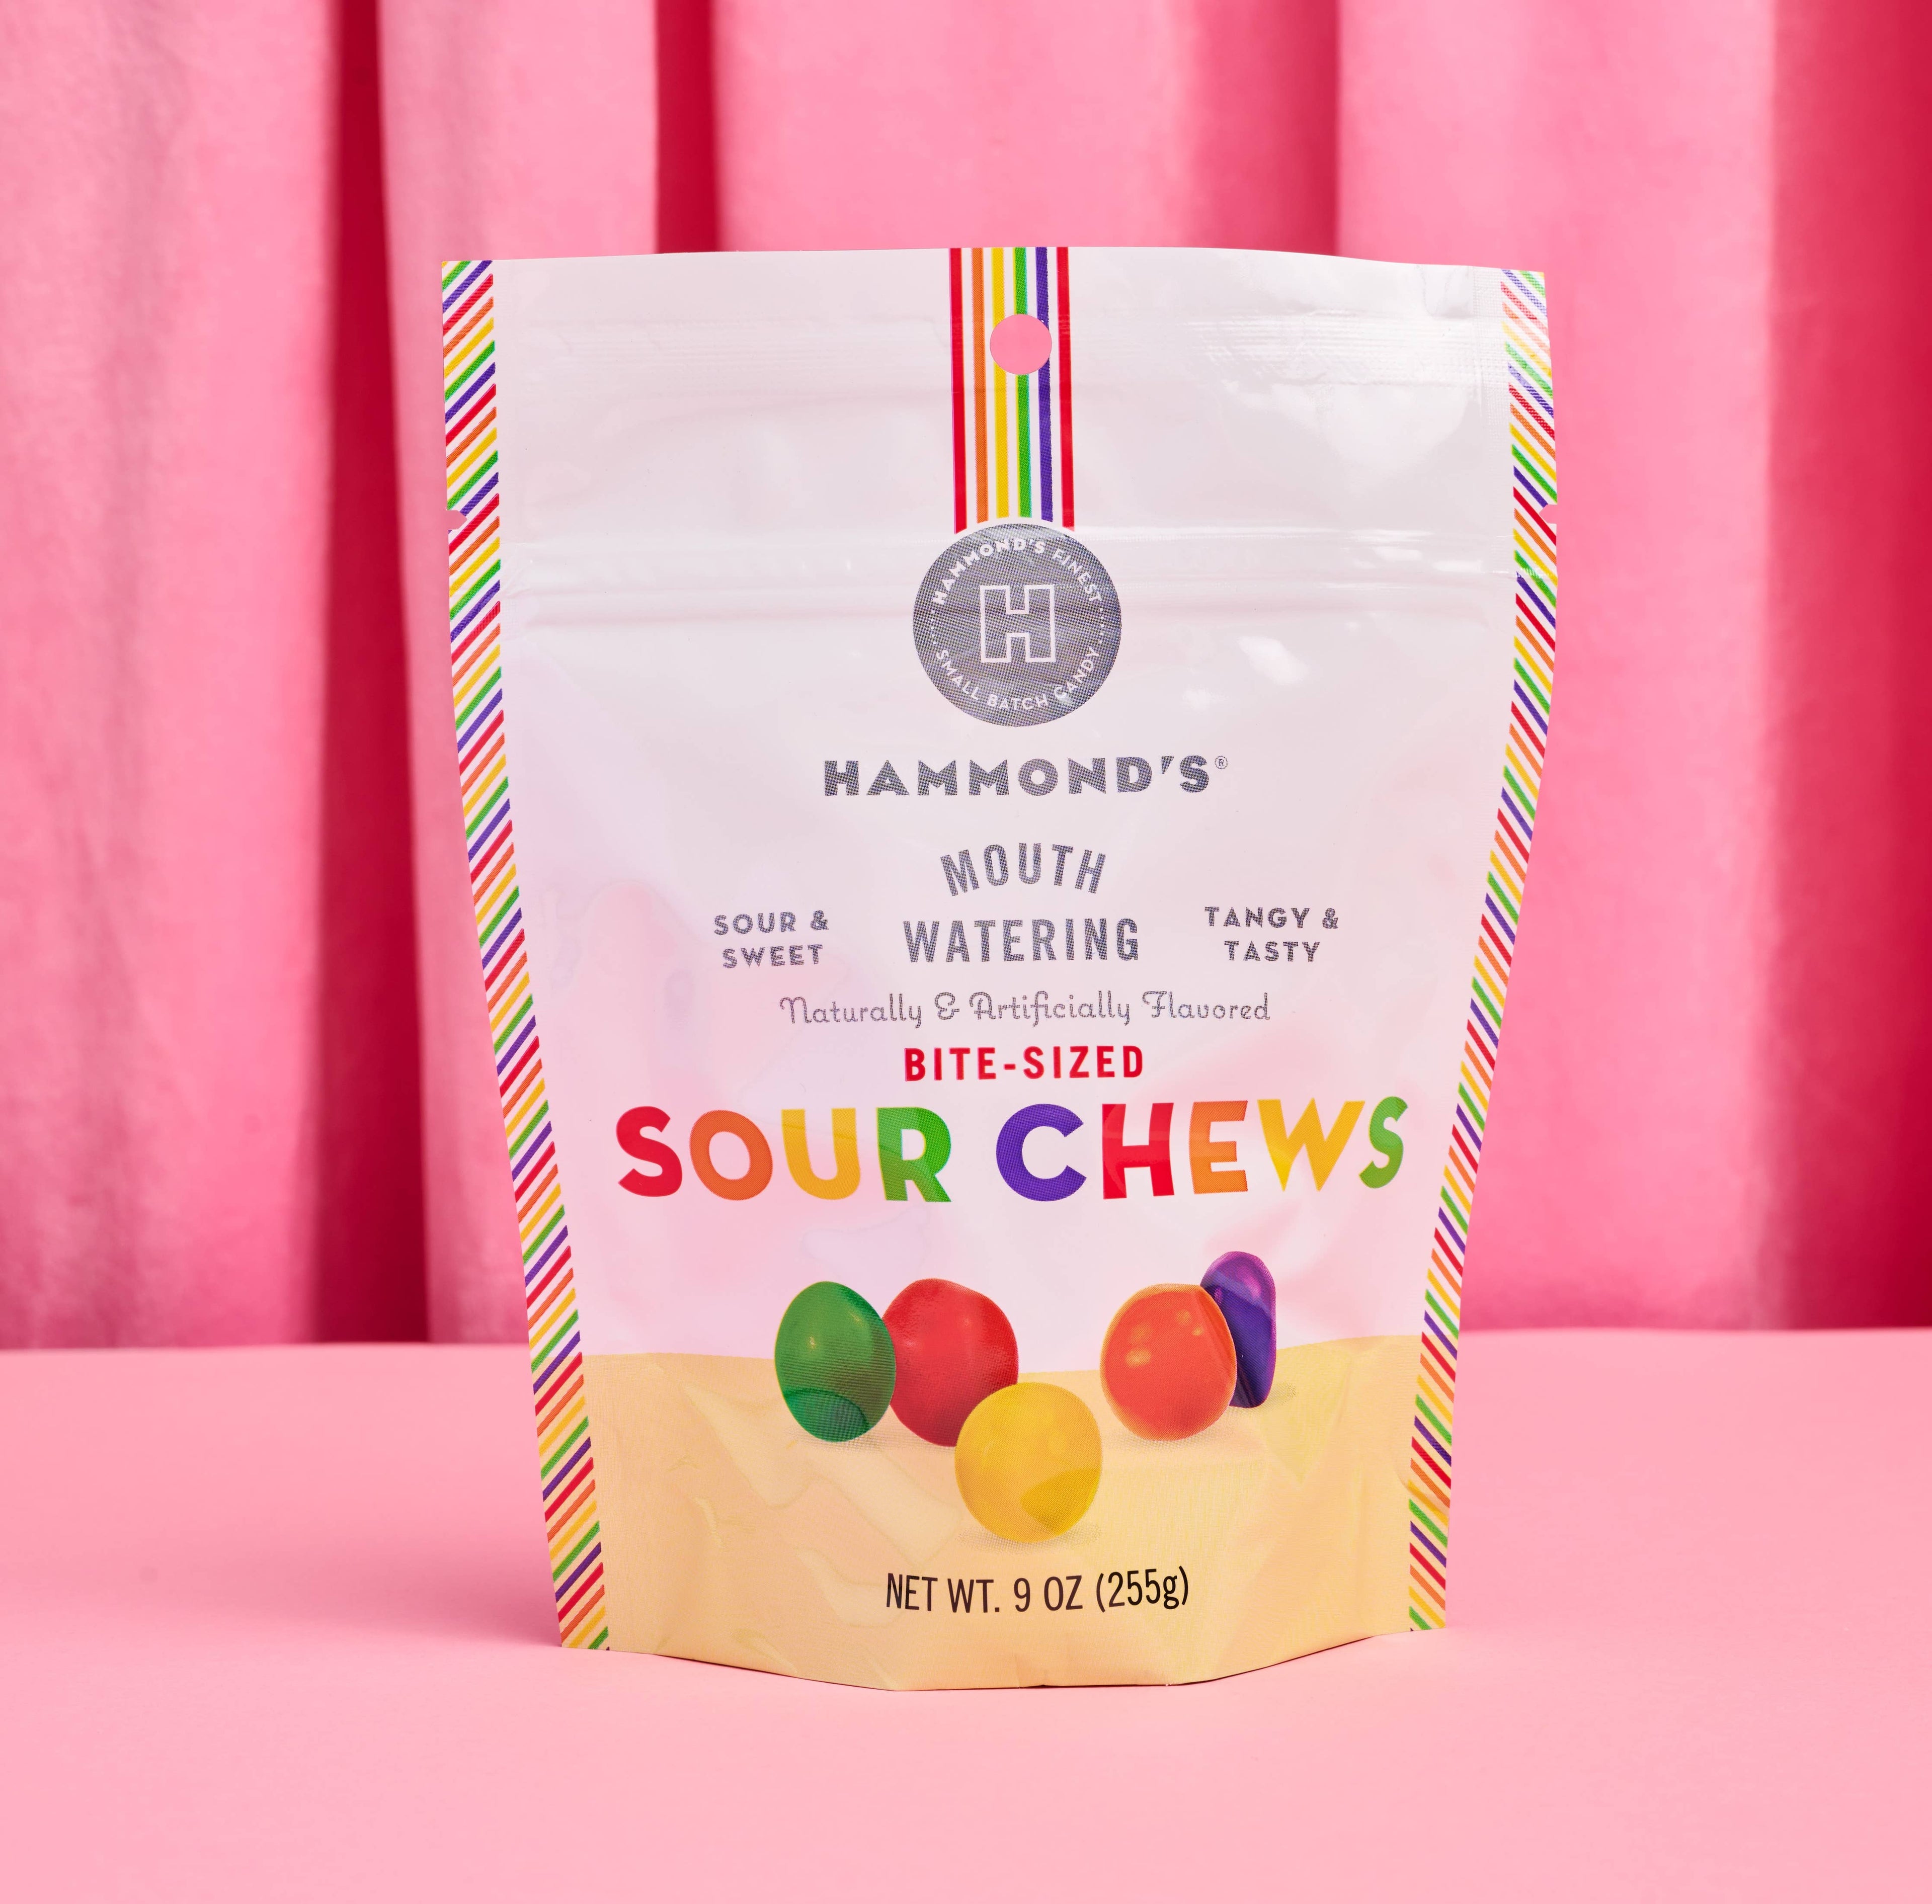 HAMMOND'S FINEST
H
SMALL BATCH CANDY
HAMMOND'S®
MOUTH
WATERING
SOUR &
SWEET
TANGY &
TASTY
Naturally & Artificially Flavored
BITE-SIZED
SOUR CHEWS
NET WT. 9 OZ (255g)